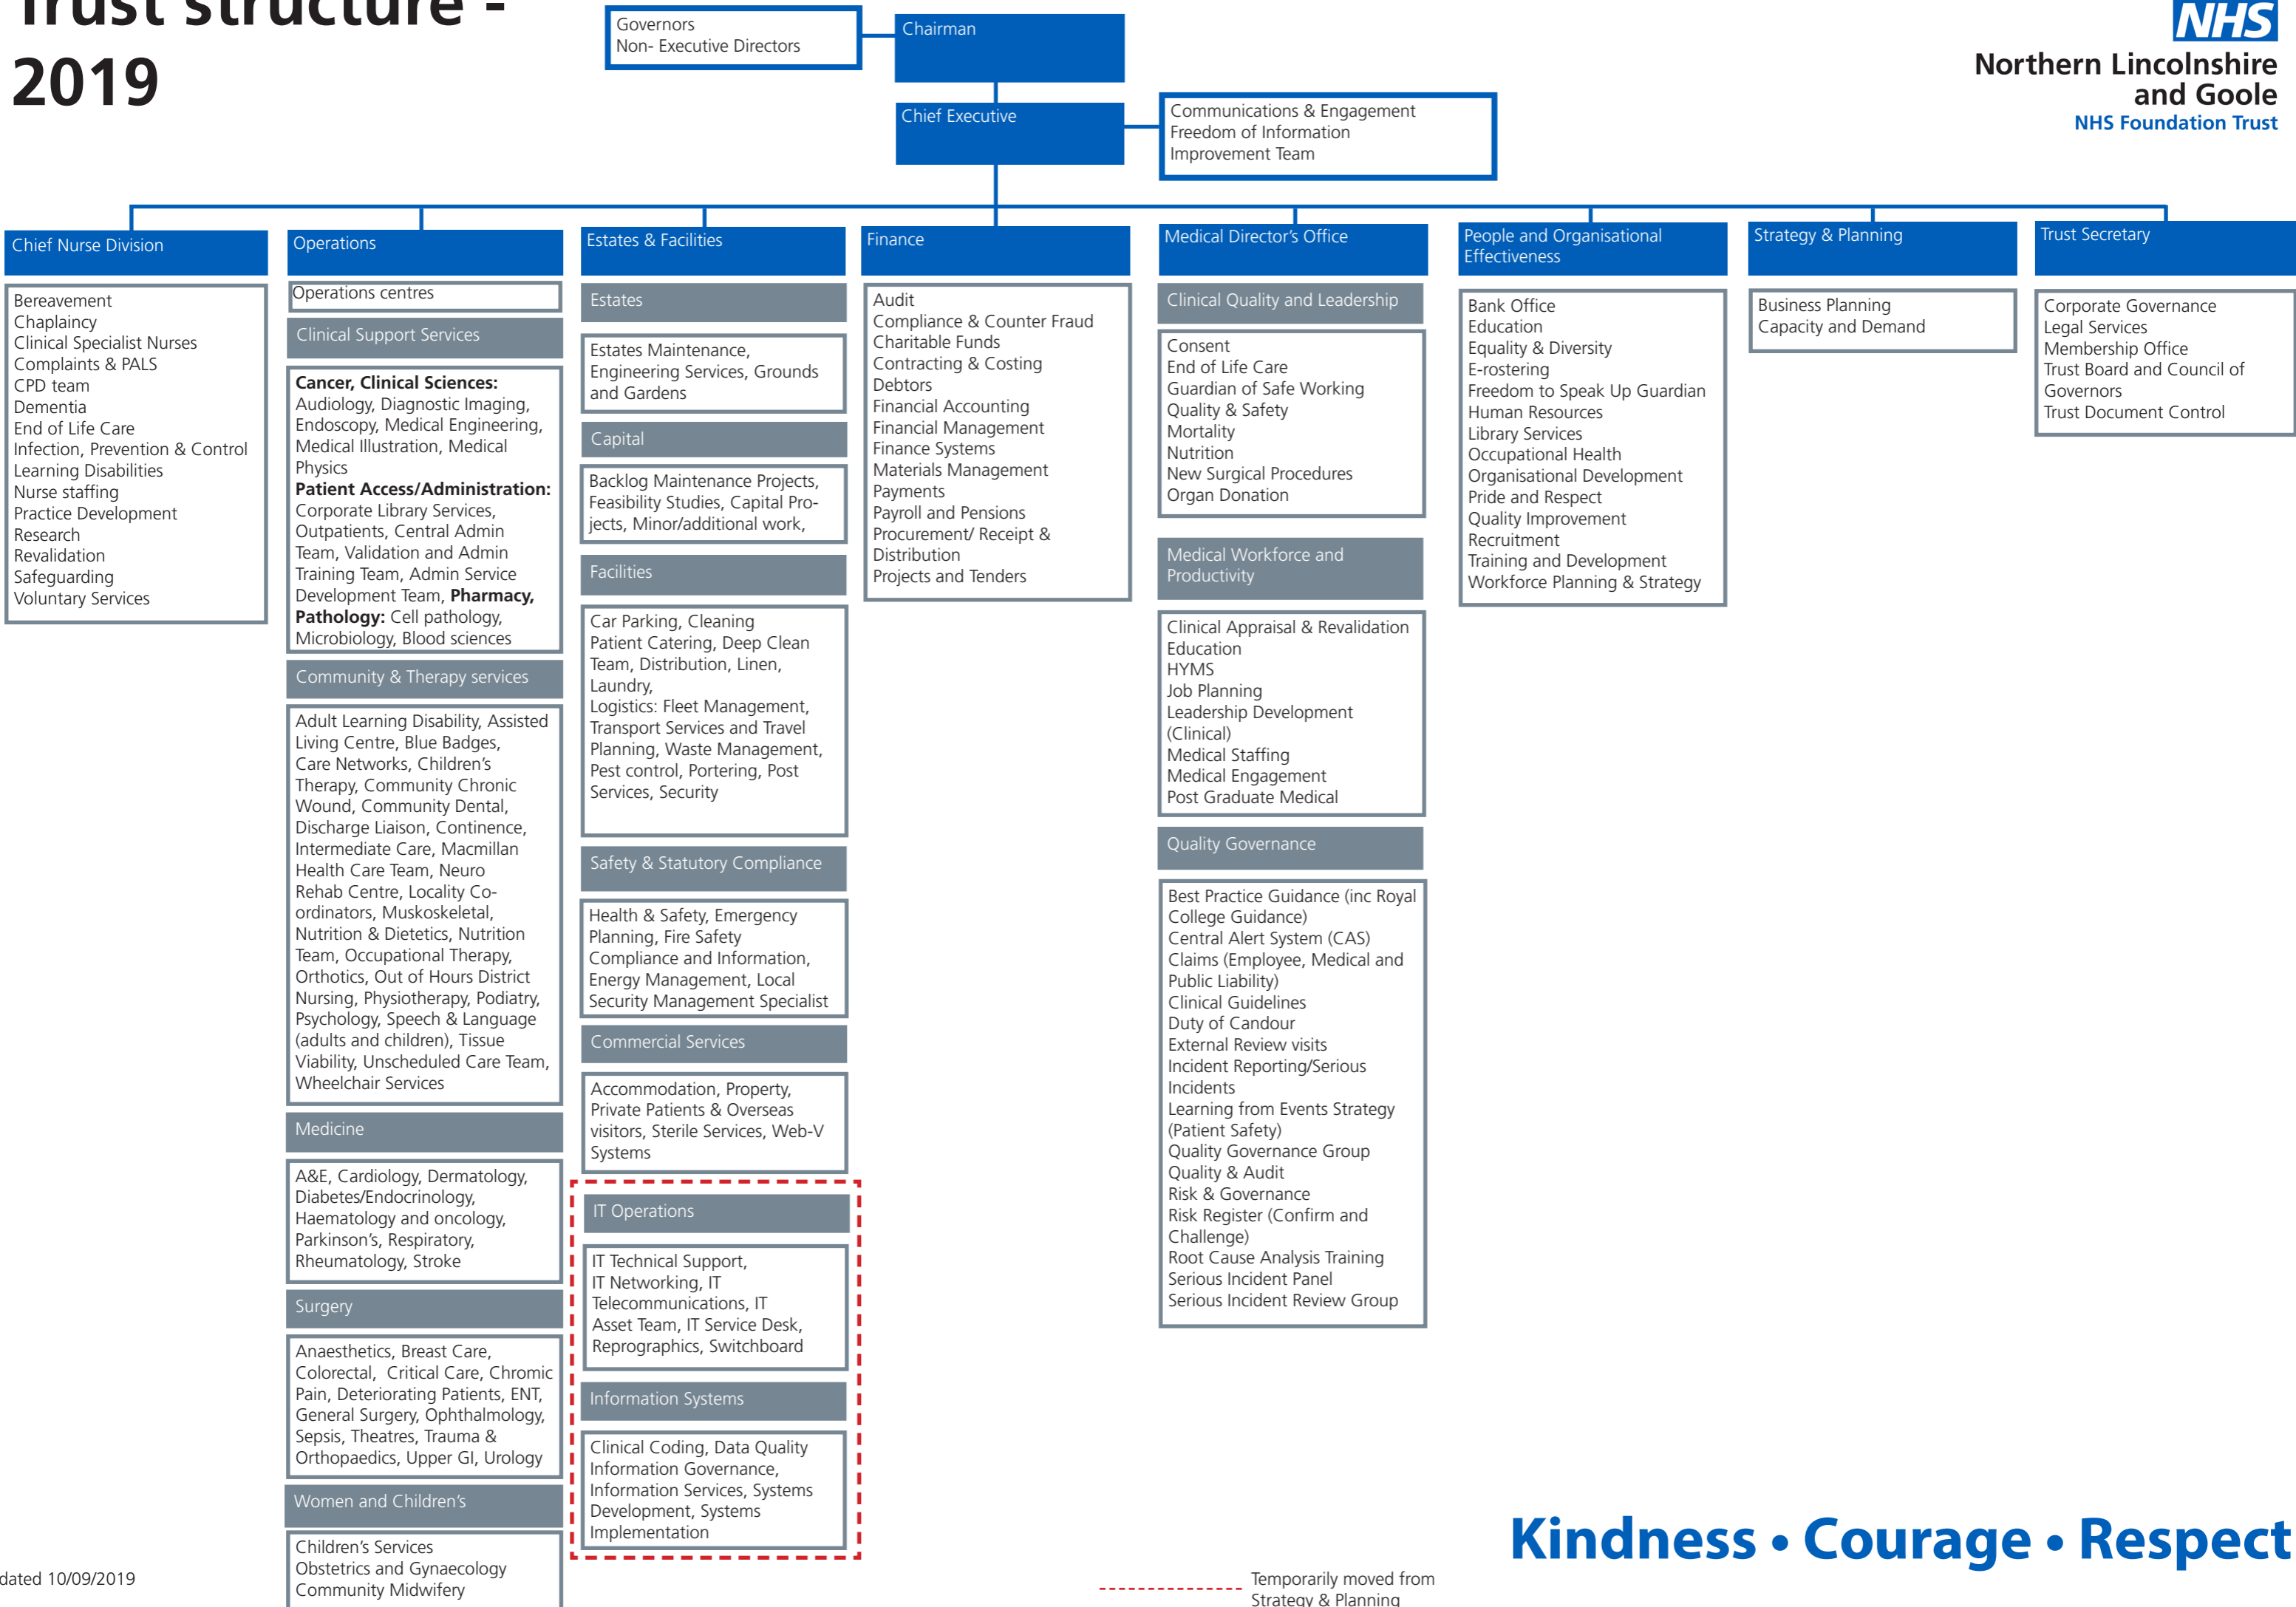 Trust structure -
2019
Governors
Non- Executive Directors
Chairman
Chief Executive
Communications & Engagement
Freedom of Information
Improvement Team
NHS
Northern Lincolnshire
and Goole
NHS Foundation Trust
Chief Nurse Division
Bereavement
Chaplaincy
Clinical Specialist Nurses
Complaints & PALS
CPD team
Dementia
End of Life Care
Infection, Prevention & Control
Learning Disabilities
Nurse staffing
Practice Development
Research
Revalidation
Safeguarding
Voluntary Services
Operations
Operations centres
Clinical Support Services
Cancer, Clinical Sciences:
Audiology, Diagnostic Imaging,
Endoscopy, Medical Engineering,
Medical Illustration, Medical
Physics
Patient Access/Administration:
Corporate Library Services,
Outpatients, Central Admin
Team, Validation and Admin
Training Team, Admin Service
Development Team, Pharmacy,
Pathology: Cell pathology,
Microbiology, Blood sciences
Community & Therapy services
Adult Learning Disability, Assisted
Living Centre, Blue Badges,
Care Networks, Children's
Therapy, Community Chronic
Wound, Community Dental,
Discharge Liaison, Continence,
Intermediate Care, Macmillan
Health Care Team, Neuro
Rehab Centre, Locality Co-
ordinators, Muskoskeletal,
Nutrition & Dietetics, Nutrition
Team, Occupational Therapy,
Orthotics, Out of Hours District
Nursing, Physiotherapy, Podiatry,
Psychology, Speech & Language
(adults and children), Tissue
Viability, Unscheduled Care Team,
Wheelchair Services
Medicine
A&E, Cardiology, Dermatology,
Diabetes/Endocrinology,
Haematology and oncology,
Parkinson's, Respiratory,
Rheumatology, Stroke
Surgery
Anaesthetics, Breast Care,
Colorectal, Critical Care, Chromic
Pain, Deteriorating Patients, ENT,
General Surgery, Ophthalmology,
Sepsis, Theatres, Trauma &
Orthopaedics, Upper GI, Urology
Women and Children's
Children's Services
Obstetrics and Gynaecology
Community Midwifery
Estates & Facilities
Estates
Estates Maintenance,
Engineering Services, Grounds
and Gardens
Capital
Backlog Maintenance Projects,
Feasibility Studies, Capital Pro-
jects, Minor/additional work,
Facilities
Car Parking, Cleaning
Patient Catering, Deep Clean
Team, Distribution, Linen,
Laundry,
Logistics: Fleet Management,
Transport Services and Travel
Planning, Waste Management,
Pest control, Portering, Post
Services, Security
Safety & Statutory Compliance
Health & Safety, Emergency
Planning, Fire Safety
Compliance and Information,
Energy Management, Local
Security Management Specialist
Commercial Services
Accommodation, Property,
Private Patients & Overseas
visitors, Sterile Services, Web-V
Systems
IT Operations
IT Technical Support,
IT Networking, IT
Telecommunications, IT
Asset Team, IT Service Desk,
Reprographics, Switchboard
Information Systems
Clinical Coding, Data Quality
Information Governance,
Information Services, Systems
Development, Systems
Implementation
Finance
Audit
Compliance & Counter Fraud
Charitable Funds
Contracting & Costing
Debtors
Financial Accounting
Financial Management
Finance Systems
Materials Management
Payments
Payroll and Pensions
Procurement/ Receipt &
Distribution
Projects and Tenders
Medical Director's Office
Clinical Quality and Leadership
Consent
End of Life Care
Guardian of Safe Working
Quality & Safety
Mortality
Nutrition
New Surgical Procedures
Organ Donation
Medical Workforce and
Productivity
Clinical Appraisal & Revalidation
Education
HYMS
Job Planning
Leadership Development
(Clinical)
Medical Staffing
Medical Engagement
Post Graduate Medical
Quality Governance
Best Practice Guidance (inc Royal
College Guidance)
Central Alert System (CAS)
Claims (Employee, Medical and
Public Liability)
Clinical Guidelines
Duty of Candour
External Review visits
Incident Reporting/Serious
Incidents
Learning from Events Strategy
(Patient Safety)
Quality Governance Group
Quality & Audit
Risk & Governance
Risk Register (Confirm and
Challenge)
Root Cause Analysis Training
Serious Incident Panel
Serious Incident Review Group
People and Organisational
Effectiveness
Bank Office
Education
Equality & Diversity
E-rostering
Freedom to Speak Up Guardian
Human Resources
Library Services
Occupational Health
Organisational Development
Pride and Respect
Quality Improvement
Recruitment
Training and Development
Workforce Planning & Strategy
Strategy & Planning
Business Planning
Capacity and Demand
Trust Secretary
Corporate Governance
Legal Services
Membership Office
Trust Board and Council of
Governors
Trust Document Control
Kindness • Courage • Respect
dated 10/09/2019
Temporarily moved from
Strategy & Planning